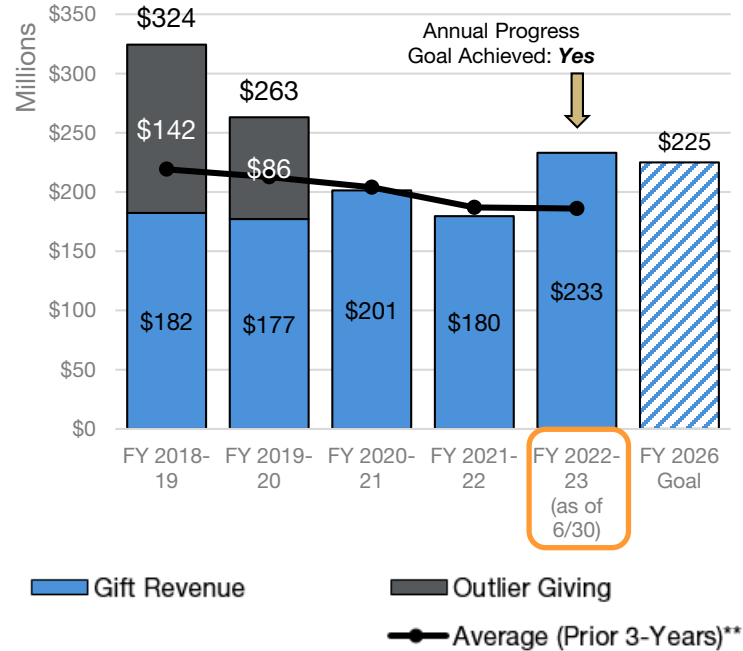 Millions
$350
$300
$250
$200
$150
$100
$50
$0
$324
$142
$182
$263
$86
$177
$201
$180
Annual Progress
Goal Achieved: Yes
$233
$225
FY 2018-
19
FY 2019-
20
FY 2020-
21
FY 2021-
22
FY 2022-
23
(as of
6/30)
FY 2026
Goal
Gift Revenue
Outlier Giving
Average (Prior 3-Years)**